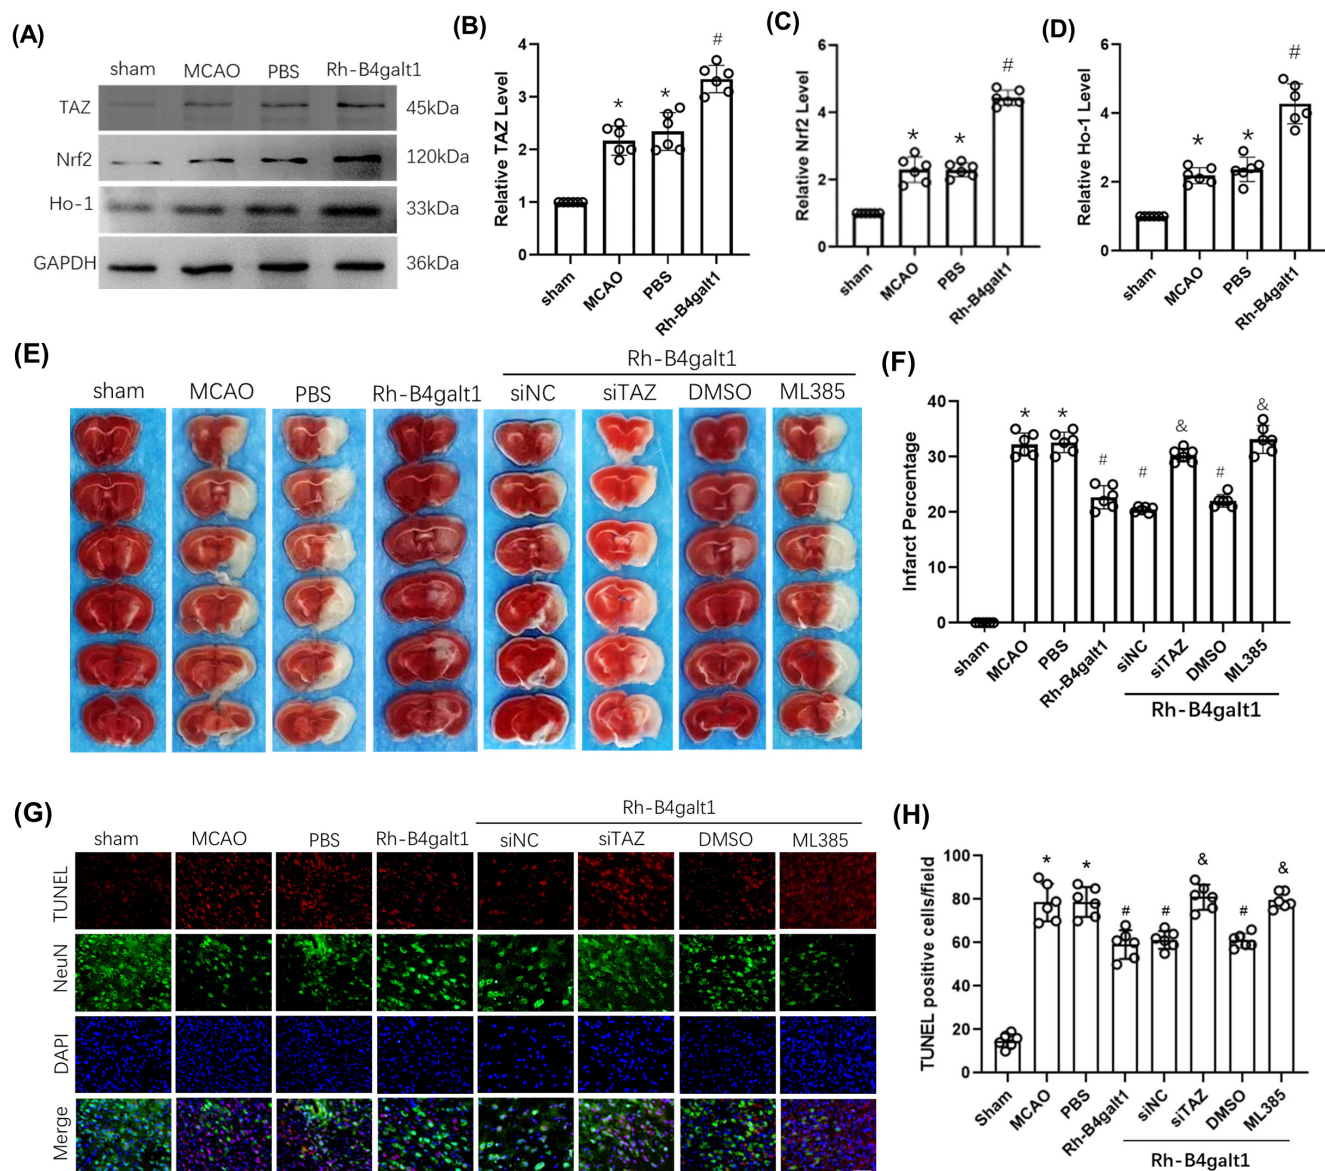 (A)
sham MCAO PBS Rh-B4galt1
TAZ 45kDa
Nrf2 120kDa
Ho-1 33kDa
GAPDH 36kDa
(B)
Relative TAZ Level
4
3
2
1
0
* * #
sham MCAO PBS Rh-B4galt1
(C)
Relative Nrf2 Level
6
4
2
0
* * #
sham MCAO PBS Rh-B4galt1
(D)
Relative Ho-1 Level
6
4
2
0
* * #
sham MCAO PBS Rh-B4galt1
(E)
Rh-B4galt1
sham MCAO PBS Rh-B4galt1 siNC siTAZ DMSO ML385
(F)
Infarct Percentage
40
30
20
10
0
* * # # & # &
sham MCAO PBS Rh-B4galt1 siNC siTAZ DMSO ML385
Rh-B4galt1
(G)
Rh-B4galt1
sham MCAO PBS Rh-B4galt1 siNC siTAZ DMSO ML385
TUNEL
NeuN
DAPI
Merge
(H)
TUNEL positive cells/field
100
80
60
40
20
0
* * # # & # &
Sham MCAO PBS Rh-B4galt1 siNC siTAZ DMSO ML385
Rh-B4galt1